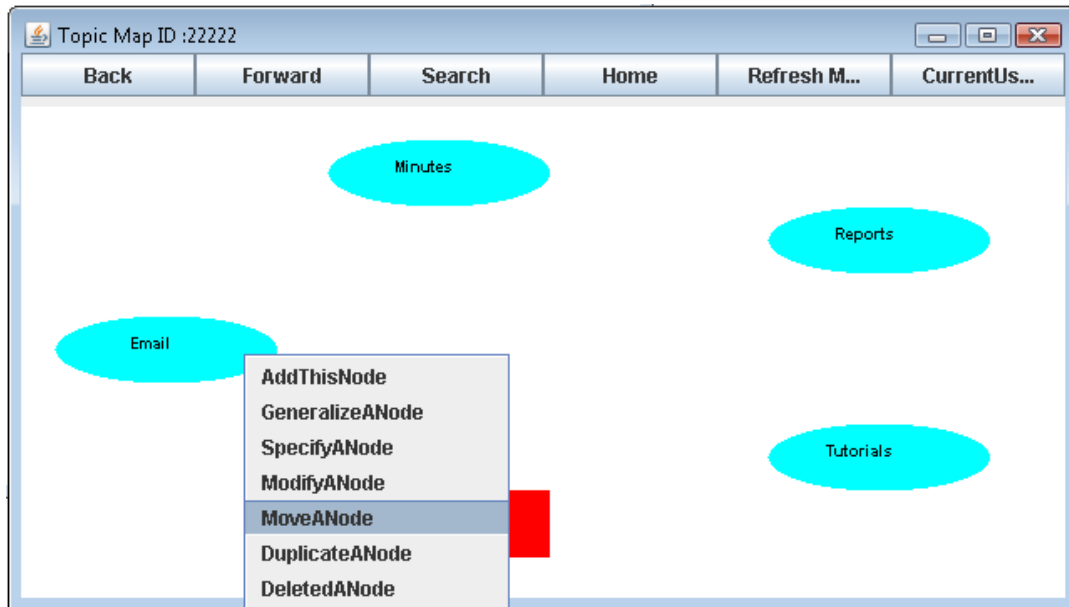 Topic Map ID :22222
Back Forward Search Home Refresh M... CurrentUs...
Minutes
Reports
Email
AddThisNode
GeneralizeANode
SpecifyANode
ModifyANode
Tutorials
MoveANode
DuplicateANode
DeletedANode